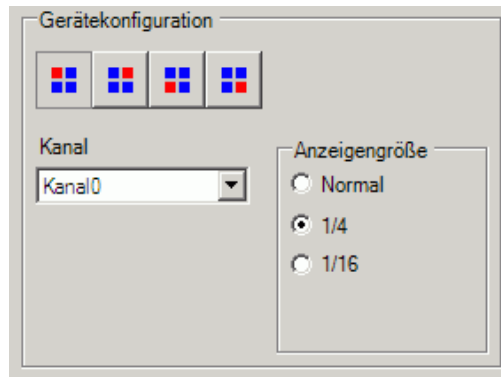 Gerätekonfiguration
Kanal
Kanal0
Anzeigengröße
Normal
1/4
1/16